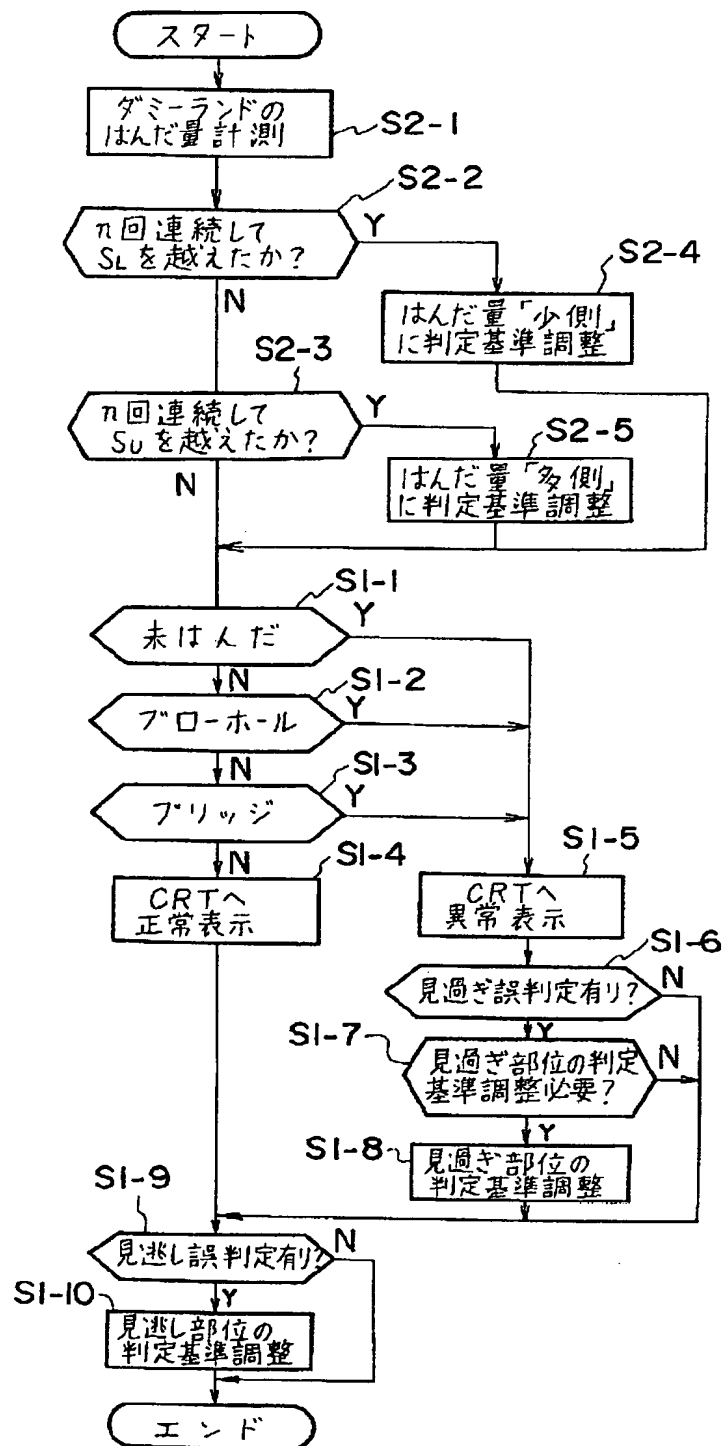 スタート
ダミーランドの
はんだ量計測
S2-1
S2-2
n回連続して
SLを越えたか?
Y
N
S2-4
はんだ量「少側」
に判定基準調整
S2-3
n回連続して
SUを越えたか?
Y
N
S2-5
はんだ量「多側」
に判定基準調整
S1-1
未はんだ
Y
N
S1-2
ブローホール
Y
N
S1-3
ブリッジ
Y
N
S1-4
CRTへ
正常表示
S1-5
CRTへ
異常表示
S1-6
見過ぎ誤判定有り?
N
Y
S1-7
見過ぎ部位の判定
基準調整必要?
N
Y
S1-8
見過ぎ部位の
判定基準調整
S1-9
見逃し誤判定有り?
N
Y
S1-10
見逃し部位の
判定基準調整
エンド